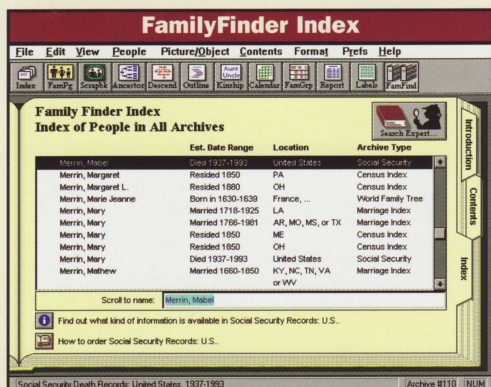 FamilyFinder Index
File Edit View People Picture/Object Contents Format Prefs Help
Index FamPg Scrapbk Ancestor Descend Outline Kinship Calendar FamGrp Report Labels FamFind
Aunt
Uncle
Family Finder Index
Index of People in All Archives
Search Expert...
Est. Date Range Location Archive Type
Merrin, Mabel Died 1937-1993 United States Social Security
Merrin, Margaret Resided 1850 PA Census Index
Merrin, Margaret L. Resided 1880 OH Census Index
Merrin, Marie Jeanne Born in 1630-1639 France, ... World Family Tree
Merrin, Mary Married 1718-1925 LA Marriage Index
Merrin, Mary Married 1766-1981 AR, MO, MS, or TX Marriage Index
Merrin, Mary Resided 1850 ME Census Index
Merrin, Mary Resided 1850 OH Census Index
Merrin, Mary Died 1937-1993 United States Social Security
Merrin, Mathew Married 1660-1850 KY, NC, TN, VA Marriage Index
or WV
Scroll to name: Merrin, Mabel
Find out what kind of information is available in Social Security Records: U.S..
How to order Social Security Records: U.S..
Introduction
Contents
Index
Social Security Death Records: United States, 1937-1993 Archive #110 NUM